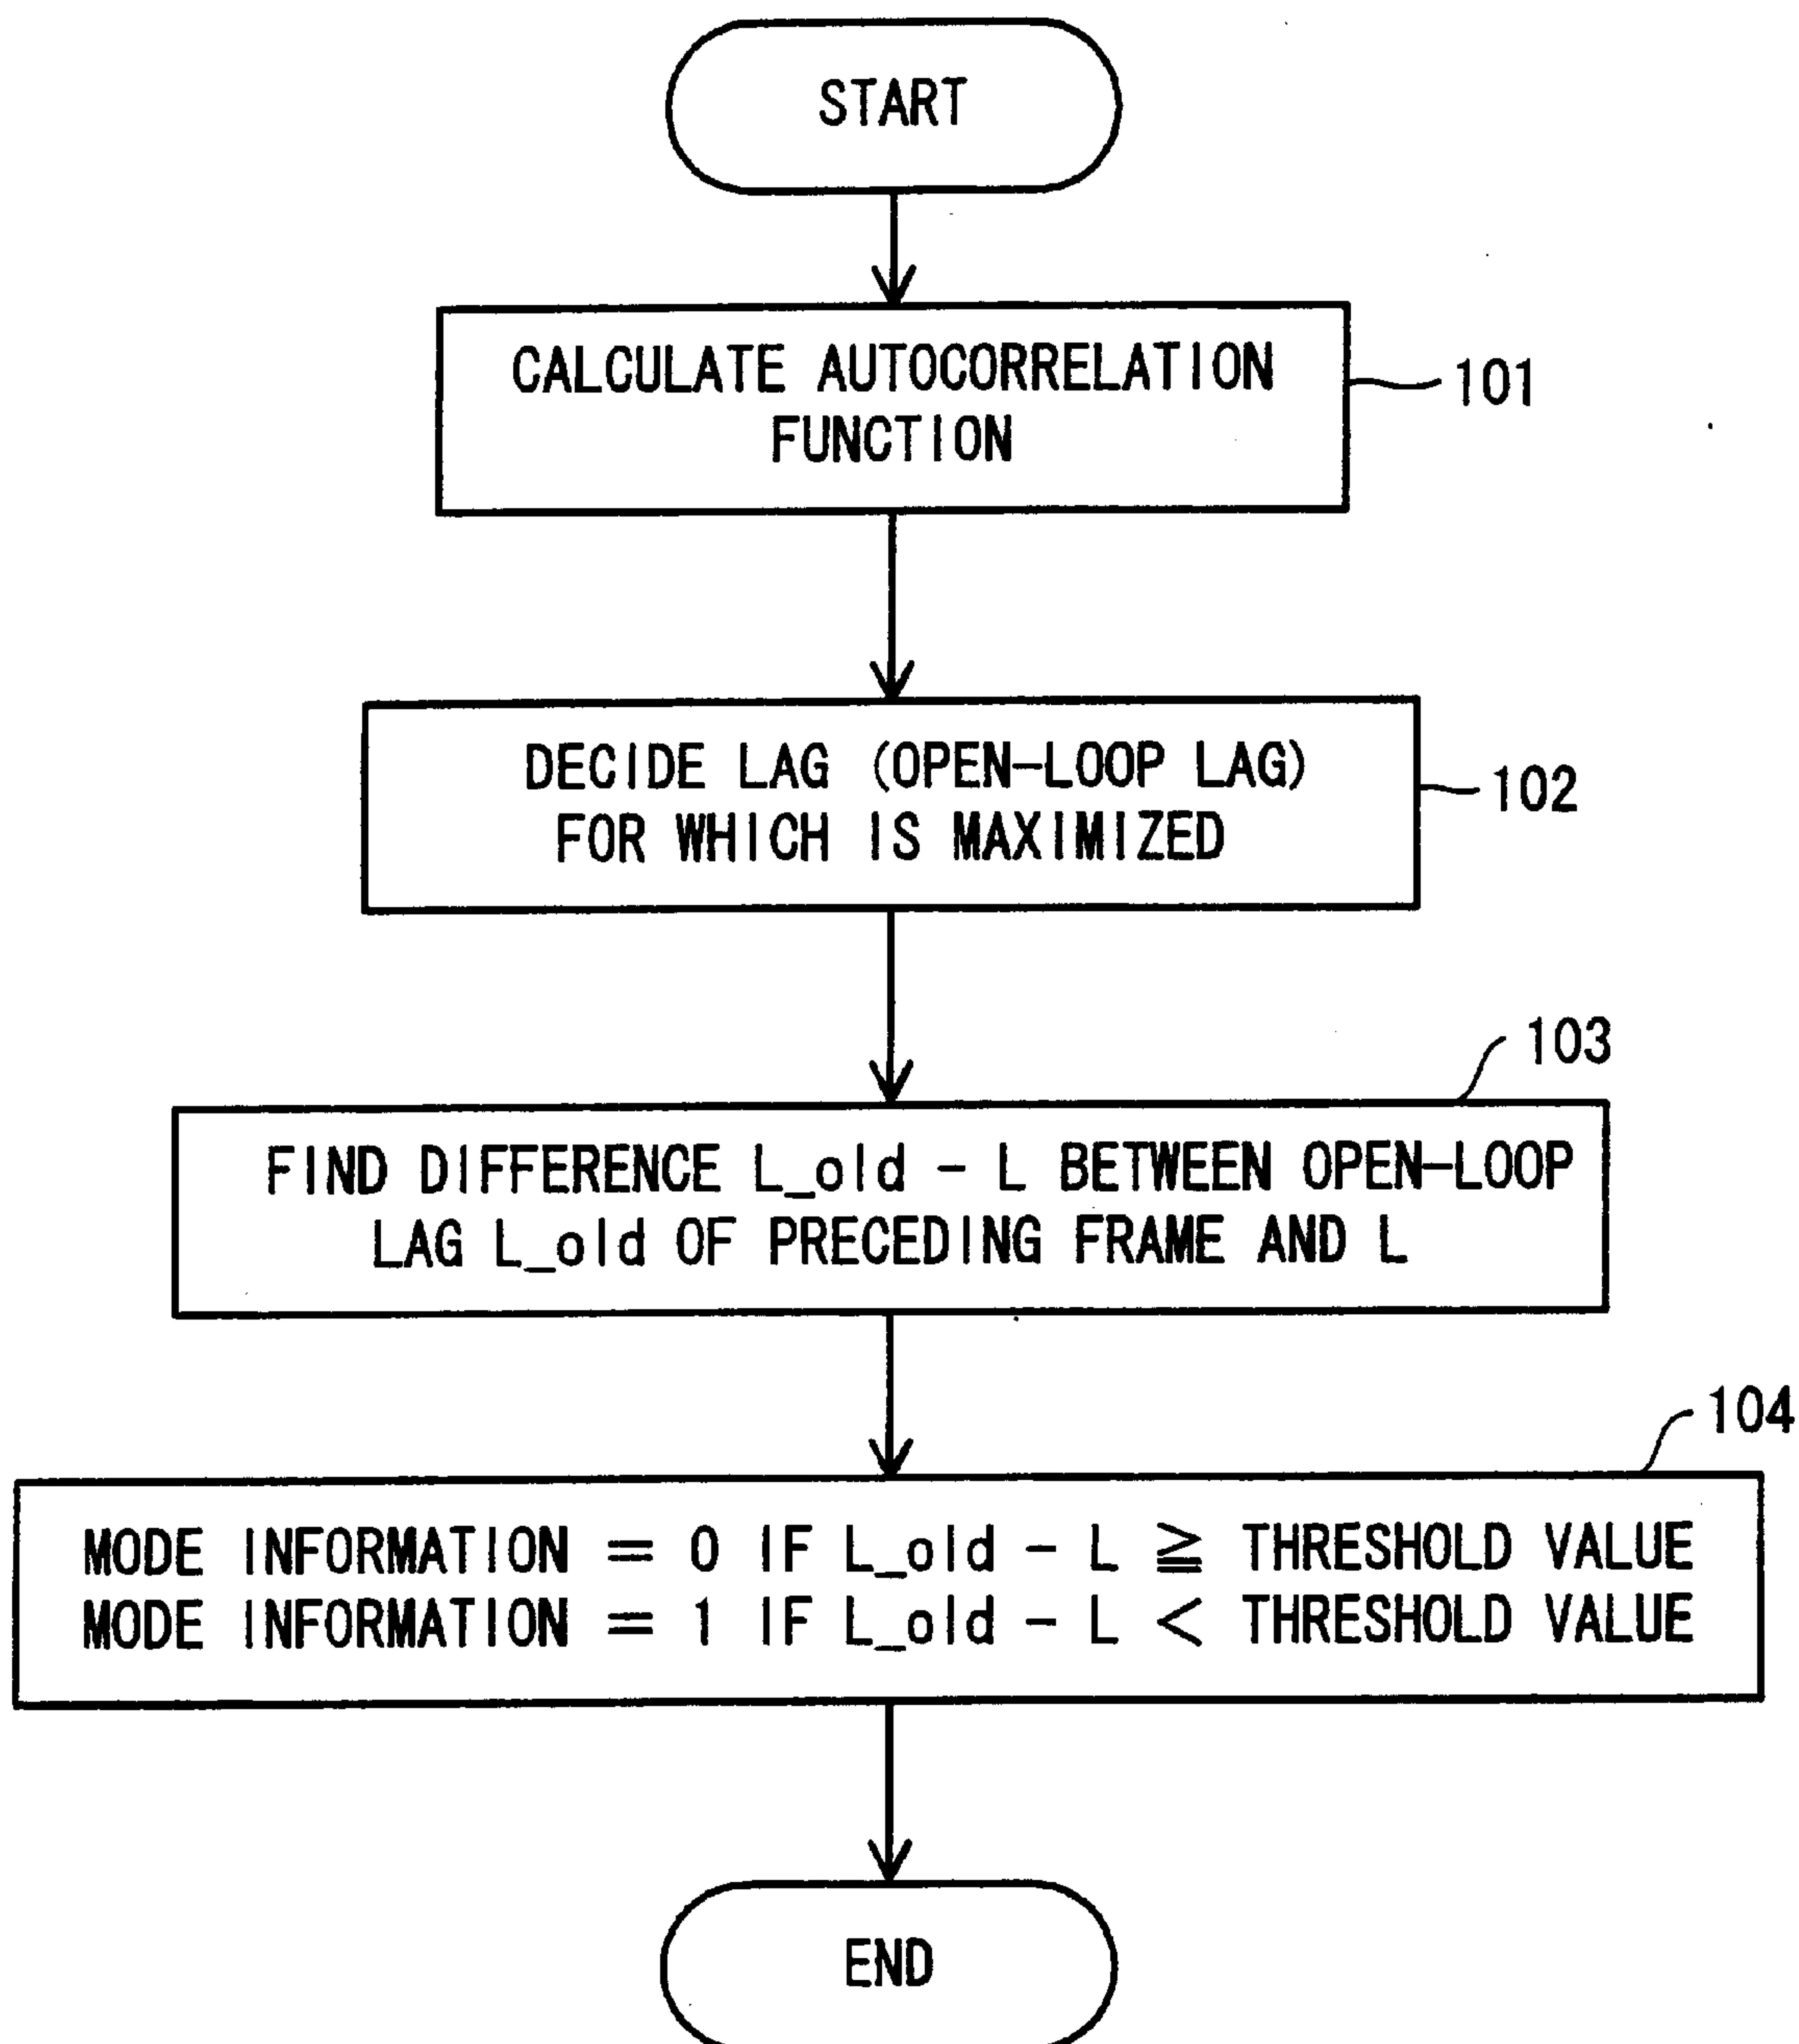 START
CALCULATE AUTOCORRELATION
FUNCTION
101
DECIDE LAG (OPEN-LOOP LAG)
FOR WHICH IS MAXIMIZED
102
103
FIND DIFFERENCE L_old - L BETWEEN OPEN-LOOP
LAG L_old OF PRECEDING FRAME AND L
104
MODE INFORMATION = 0 IF L_old - L ≧ THRESHOLD VALUE
MODE INFORMATION = 1 IF L_old - L < THRESHOLD VALUE
END